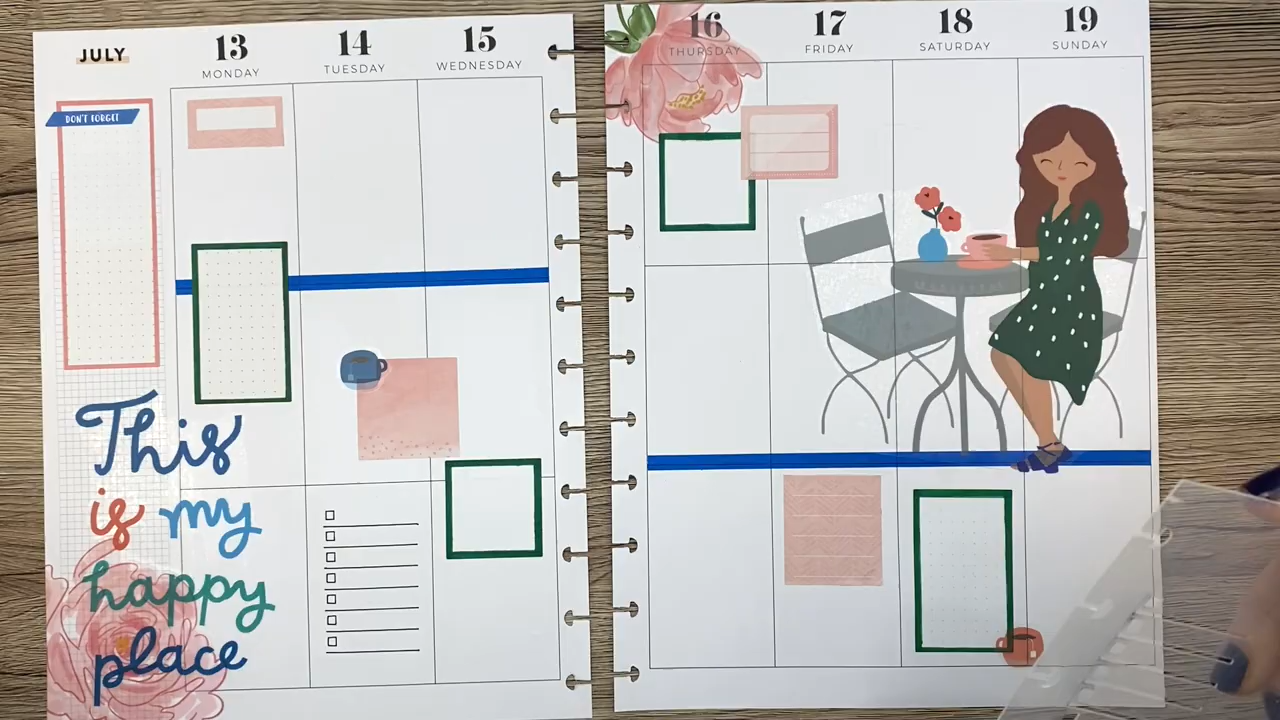 JULY
13
MONDAY
14
TUESDAY
15
WEDNESDAY
16
THURSDAY
17
FRIDAY
18
SATURDAY
19
SUNDAY
DON'T FORGET
This
is my
happy
place